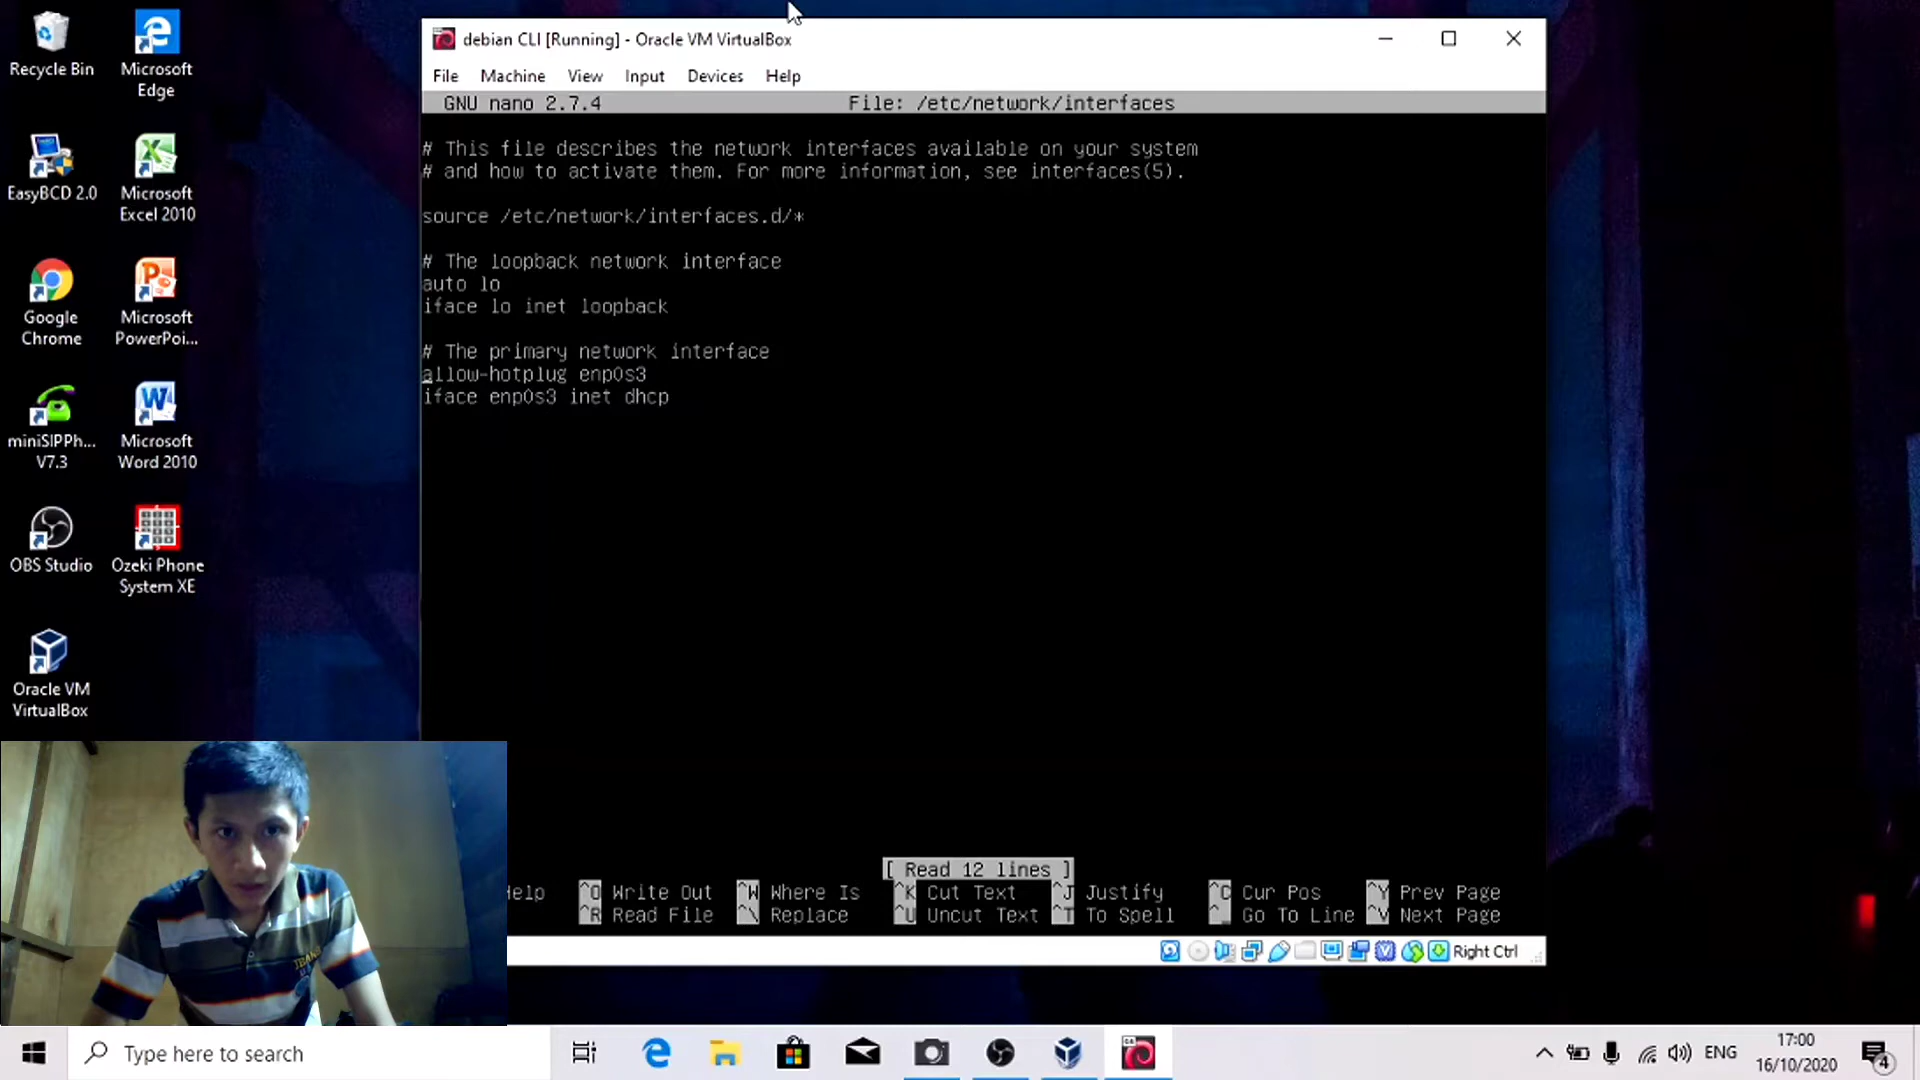 Recycle Bin
Microsoft
Edge
EasyBCD 2.0
Microsoft
Excel 2010
Google
Chrome
Microsoft
PowerPoi...
miniSIPPh...
V7.3
Microsoft
Word 2010
OBS Studio
Ozeki Phone
System XE
Oracle VM
VirtualBox
debian CLI [Running] - Oracle VM VirtualBox
File Machine View Input Devices Help
GNU nano 2.7.4 File: /etc/network/interfaces
# This file describes the network interfaces available on your system
# and how to activate them. For more information, see interfaces(5).
source /etc/network/interfaces.d/*
# The loopback network interface
auto lo
iface lo inet loopback
# The primary network interface
allow-hotplug enp0s3
iface enp0s3 inet dhcp
[ Read 12 lines ]
elp ^O Write Out ^W Where Is ^K Cut Text ^J Justify ^C Cur Pos ^Y Prev Page
^R Read File ^\ Replace ^U Uncut Text ^T To Spell ^_ Go To Line ^V Next Page
Right Ctrl
Type here to search
ENG
17:00
16/10/2020
4